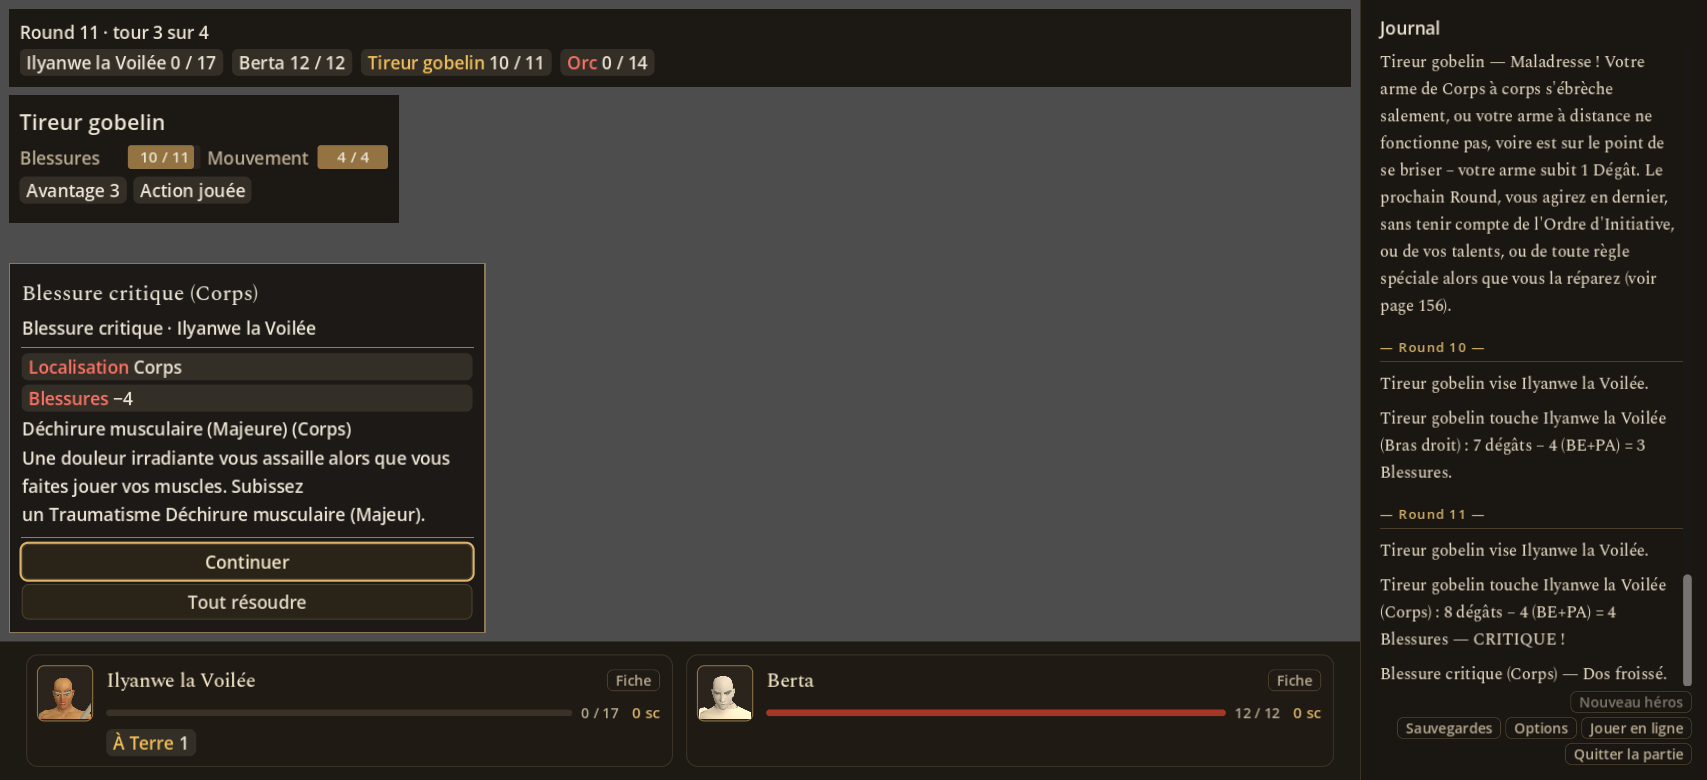 Round 11 · tour 3 sur 4
Ilyanwe la Voilée 0 / 17 Berta 12 / 12 Tireur gobelin 10 / 11 Orc 0 / 14
Tireur gobelin
Blessures 10 / 11 Mouvement 4 / 4
Avantage 3 Action jouée
Blessure critique (Corps)
Blessure critique · Ilyanwe la Voilée
Localisation Corps
Blessures −4
Déchirure musculaire (Majeure) (Corps)
Une douleur irradiante vous assaille alors que vous
faites jouer vos muscles. Subissez
un Traumatisme Déchirure musculaire (Majeur).
Continuer
Tout résoudre
Ilyanwe la Voilée Fiche
0 / 17 0 sc
À Terre 1
Berta Fiche
12 / 12 0 sc
Journal
Tireur gobelin — Maladresse ! Votre
arme de Corps à corps s'ébrèche
salement, ou votre arme à distance ne
fonctionne pas, voire est sur le point de
se briser – votre arme subit 1 Dégât. Le
prochain Round, vous agirez en dernier,
sans tenir compte de l'Ordre d'Initiative,
ou de vos talents, ou de toute règle
spéciale alors que vous la réparez (voir
page 156).
— Round 10 —
Tireur gobelin vise Ilyanwe la Voilée.
Tireur gobelin touche Ilyanwe la Voilée
(Bras droit) : 7 dégâts − 4 (BE+PA) = 3
Blessures.
— Round 11 —
Tireur gobelin vise Ilyanwe la Voilée.
Tireur gobelin touche Ilyanwe la Voilée
(Corps) : 8 dégâts − 4 (BE+PA) = 4
Blessures — CRITIQUE !
Blessure critique (Corps) — Dos froissé.
Nouveau héros
Sauvegardes Options Jouer en ligne
Quitter la partie